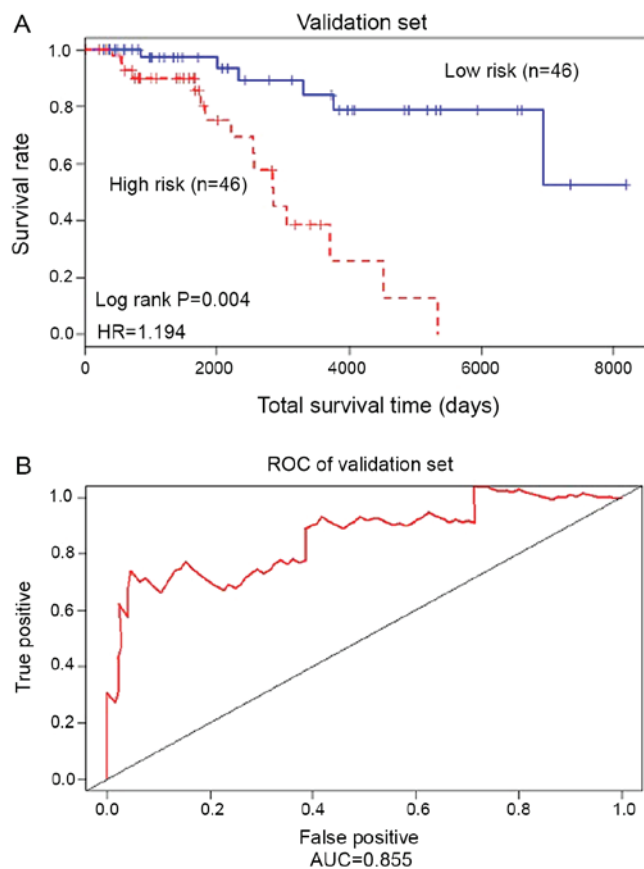 A
Validation set
1.0
0.8
0.6
0.4
0.2
0.0
Survival rate
Low risk (n=46)
High risk (n=46)
Log rank P=0.004
HR=1.194
0 2000 4000 6000 8000
Total survival time (days)
B
ROC of validation set
1.0
0.8
0.6
0.4
0.2
0.0
True positive
0.0 0.2 0.4 0.6 0.8 1.0
False positive
AUC=0.855